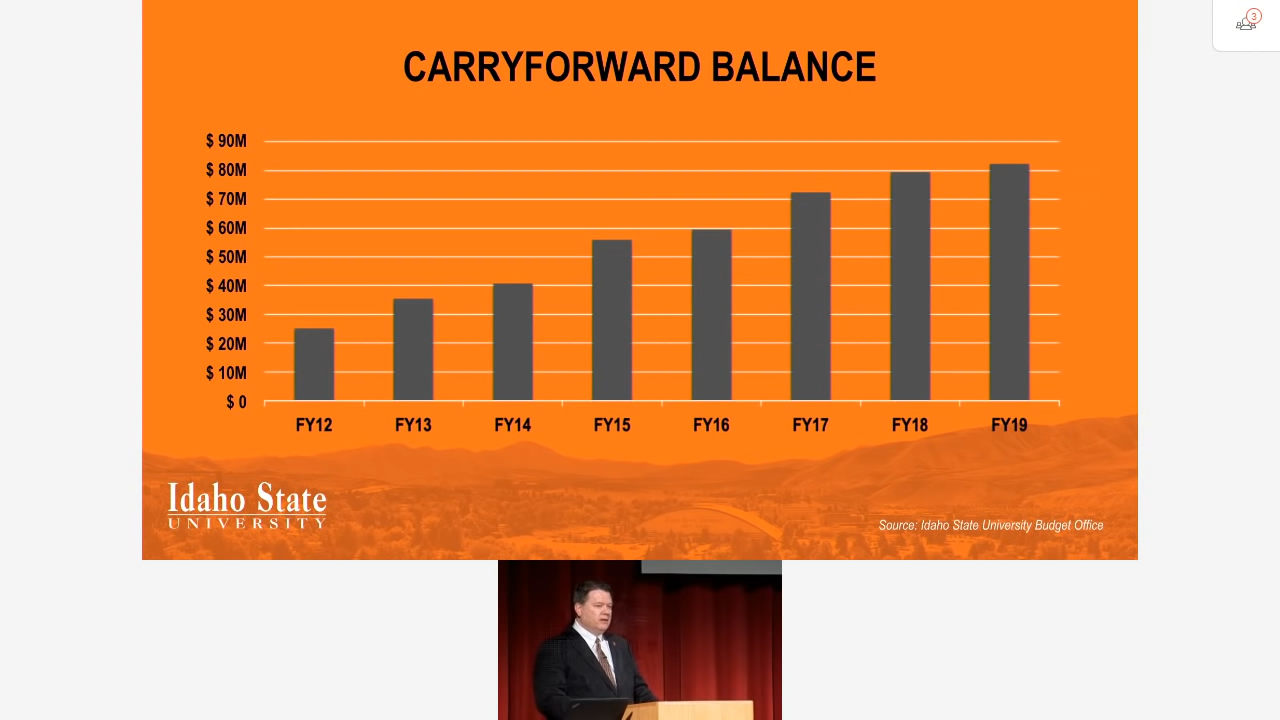 3
CARRYFORWARD BALANCE
$ 90M
$ 80M
$ 70M
$ 60M
$ 50M
$ 40M
$ 30M
$ 20M
$ 10M
$ 0
FY12 FY13 FY14 FY15 FY16 FY17 FY18 FY19
Idaho State
UNIVERSITY
Source: Idaho State University Budget Office